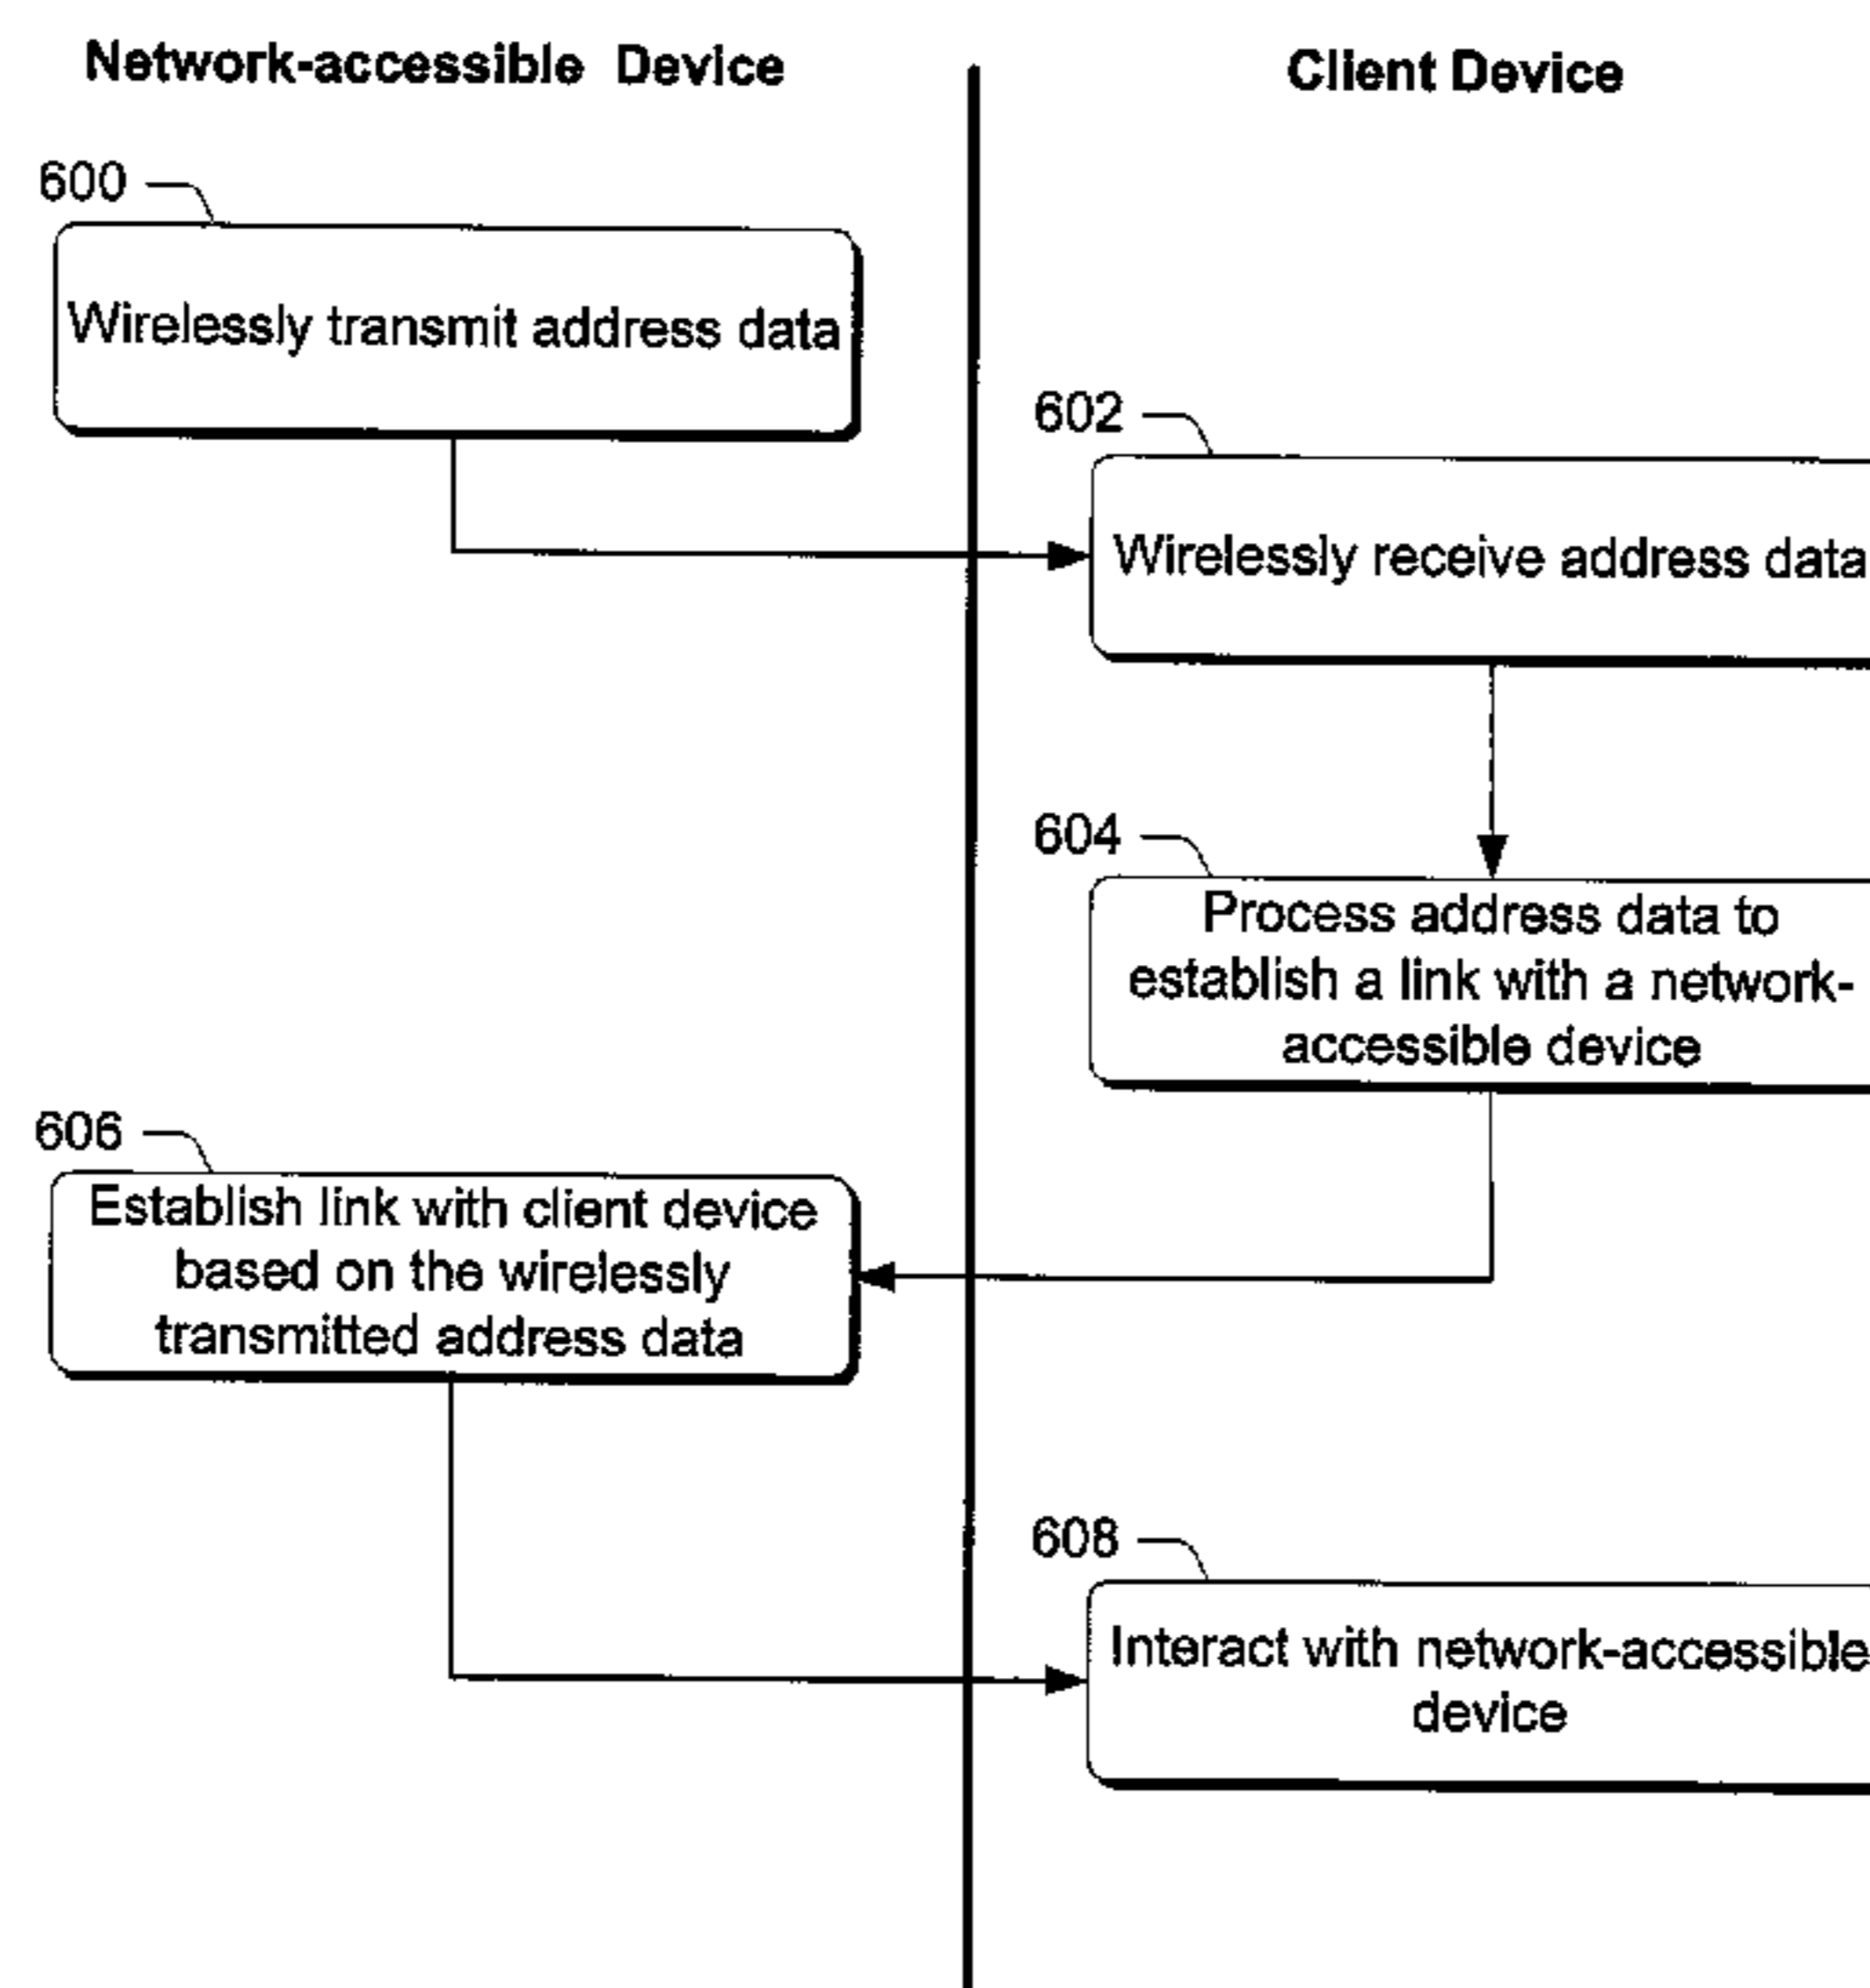 Network-accessible Device
Client Device
600
Wirelessly transmit address data
602
Wirelessly receive address data
604
Process address data to
establish a link with a network-
accessible device
606
Establish link with client device
based on the wirelessly
transmitted address data
608
Interact with network-accessible
device